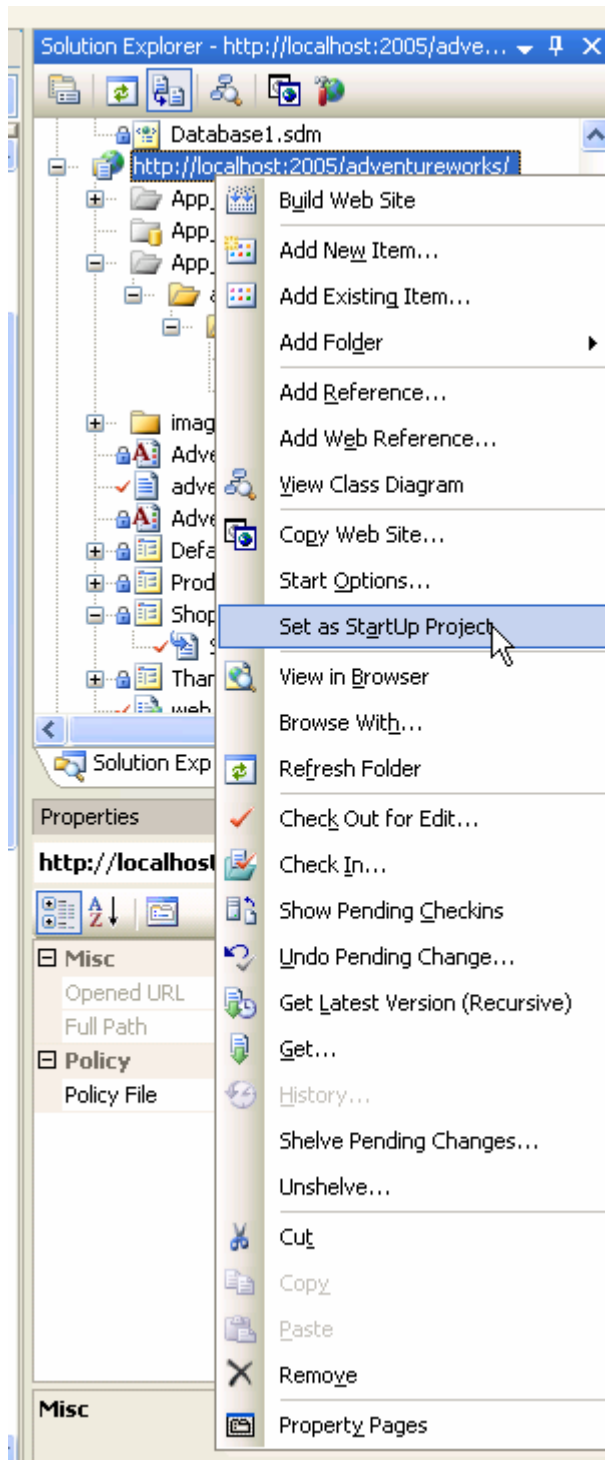 Solution Explorer - http://localhost:2005/adve...
Database1.sdm
http://localhost:2005/adventureworks/
App_
App_
App_
a
imag
Adve
adve
Adve
Defa
Prod
Shop
S
Than
web
Solution Exp
Build Web Site
Add New Item...
Add Existing Item...
Add Folder
Add Reference...
Add Web Reference...
View Class Diagram
Copy Web Site...
Start Options...
Set as StartUp Project
View in Browser
Browse With...
Refresh Folder
Check Out for Edit...
Check In...
Show Pending Checkins
Undo Pending Change...
Get Latest Version (Recursive)
Get...
History...
Shelve Pending Changes...
Unshelve...
Cut
Copy
Paste
Remove
Property Pages
Properties
http://localhost
Misc
Opened URL
Full Path
Policy
Policy File
Misc